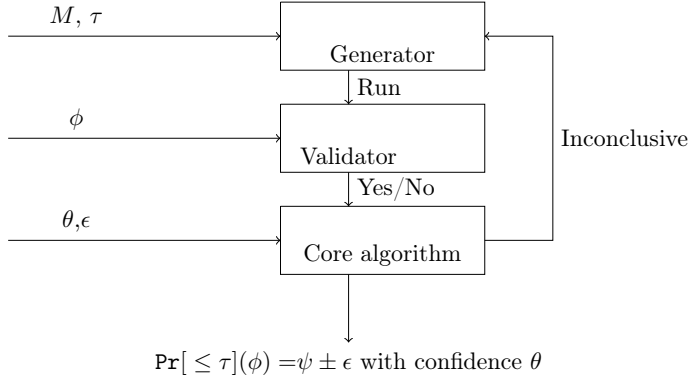 M, τ
Generator
Run
ϕ
Inconclusive
Validator
Yes/No
θ,ϵ
Core algorithm
Pr[ ≤ τ](ϕ) =ψ ± ϵ with confidence θ